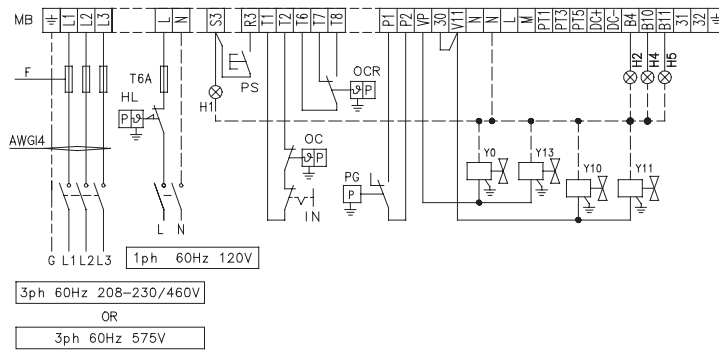 MB L1 L2 L3 L N S3 R3 T1 T2 T6 T7 T8 P1 P2 VP 30 V11 N N L M PT1 PT3 PT5 DC+ DC- B4 B10 B11 31 32
F
T6A
HL
P
AWG14
H1
PS
OCR
P
H2
H4
H5
OC
P
IN
PG
P
Y0
Y13
Y10
Y11
G L1 L2 L3
L N
1ph 60Hz 120V
3ph 60Hz 208-230/460V
OR
3ph 60Hz 575V